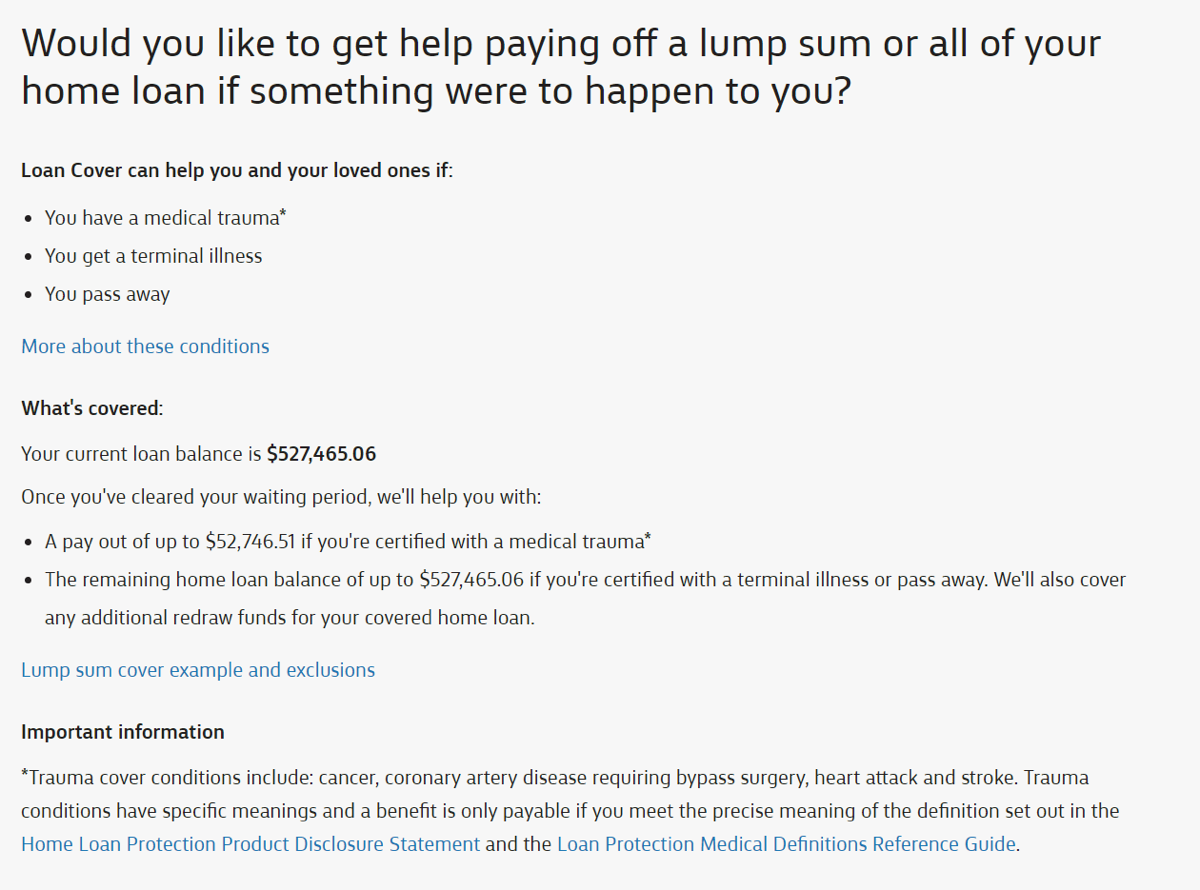 Would you like to get help paying off a lump sum or all of your
home loan if something were to happen to you?
Loan Cover can help you and your loved ones if:
• You have a medical trauma*
• You get a terminal illness
• You pass away
More about these conditions
What's covered:
Your current loan balance is $527,465.06
Once you've cleared your waiting period, we'll help you with:
• A pay out of up to $52,746.51 if you're certified with a medical trauma*
• The remaining home loan balance of up to $527,465.06 if you're certified with a terminal illness or pass away. We'll also cover
any additional redraw funds for your covered home loan.
Lump sum cover example and exclusions
Important information
*Trauma cover conditions include: cancer, coronary artery disease requiring bypass surgery, heart attack and stroke. Trauma
conditions have specific meanings and a benefit is only payable if you meet the precise meaning of the definition set out in the
Home Loan Protection Product Disclosure Statement and the Loan Protection Medical Definitions Reference Guide.